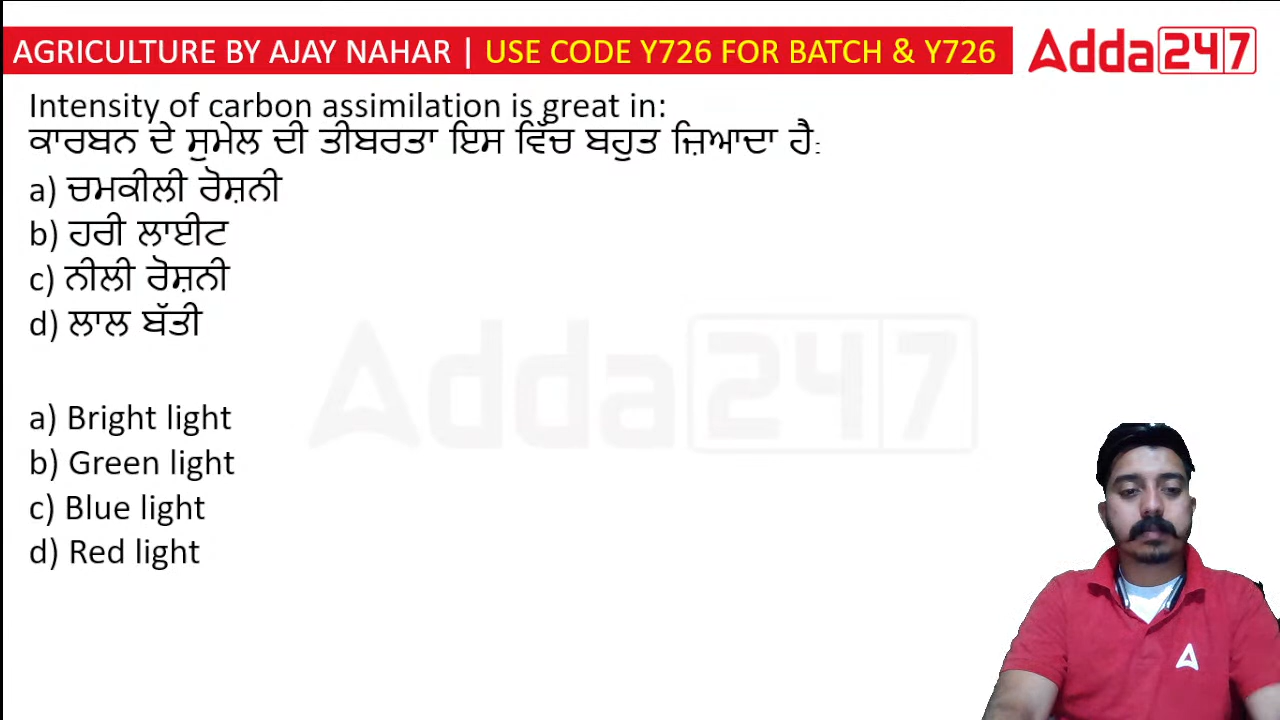 AGRICULTURE BY AJAY NAHAR | USE CODE Y726 FOR BATCH & Y726
Adda247
Intensity of carbon assimilation is great in:
ਕਾਰਬਨ ਦੇ ਸੁਮੇਲ ਦੀ ਤੀਬਰਤਾ ਇਸ ਵਿੱਚ ਬਹੁਤ ਜ਼ਿਆਦਾ ਹੈ:
a) ਚਮਕੀਲੀ ਰੋਸ਼ਨੀ
b) ਹਰੀ ਲਾਈਟ
c) ਨੀਲੀ ਰੋਸ਼ਨੀ
d) ਲਾਲ ਬੱਤੀ
Adda247
a) Bright light
b) Green light
c) Blue light
d) Red light